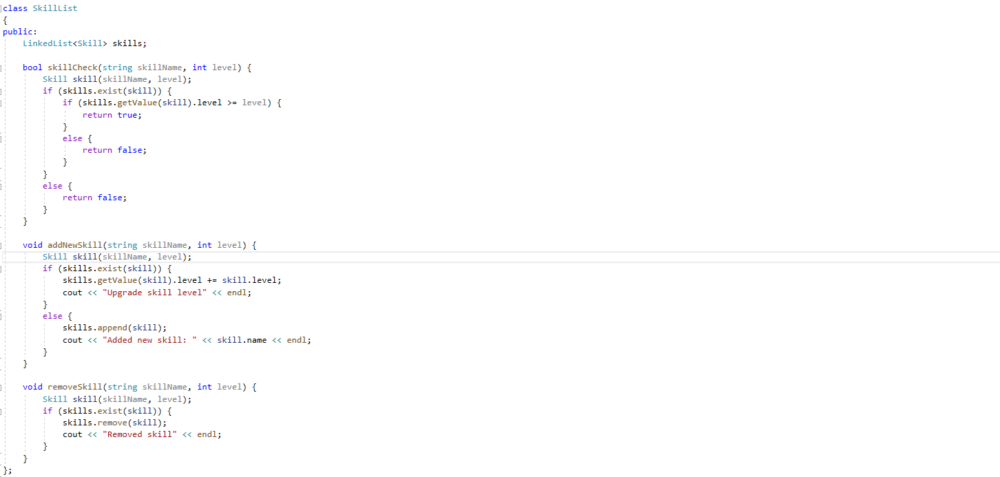 class SkillList
{
public:
    LinkedList<Skill> skills;

    bool skillCheck(string skillName, int level) {
        Skill skill(skillName, level);
        if (skills.exist(skill)) {
            if (skills.getValue(skill).level >= level) {
                return true;
            }
            else {
                return false;
            }
        }
        else {
            return false;
        }
    }

    void addNewSkill(string skillName, int level) {
        Skill skill(skillName, level);
        if (skills.exist(skill)) {
            skills.getValue(skill).level += skill.level;
            cout << "Upgrade skill level" << endl;
        }
        else {
            skills.append(skill);
            cout << "Added new skill: " << skill.name << endl;
        }
    }

    void removeSkill(string skillName, int level) {
        Skill skill(skillName, level);
        if (skills.exist(skill)) {
            skills.remove(skill);
            cout << "Removed skill" << endl;
        }
    }
};